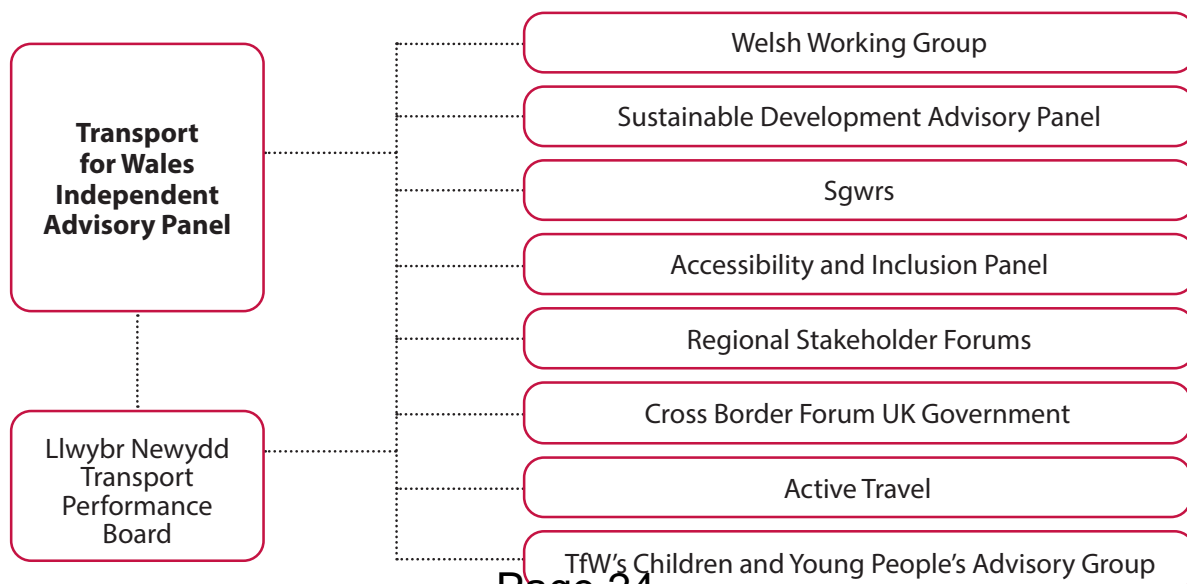 Transport
for Wales
Independent
Advisory Panel
Llwybr Newydd
Transport
Performance
Board
Welsh Working Group
Sustainable Development Advisory Panel
Sgwrs
Accessibility and Inclusion Panel
Regional Stakeholder Forums
Cross Border Forum UK Government
Active Travel
TfW's Children and Young People's Advisory Group
Page 24